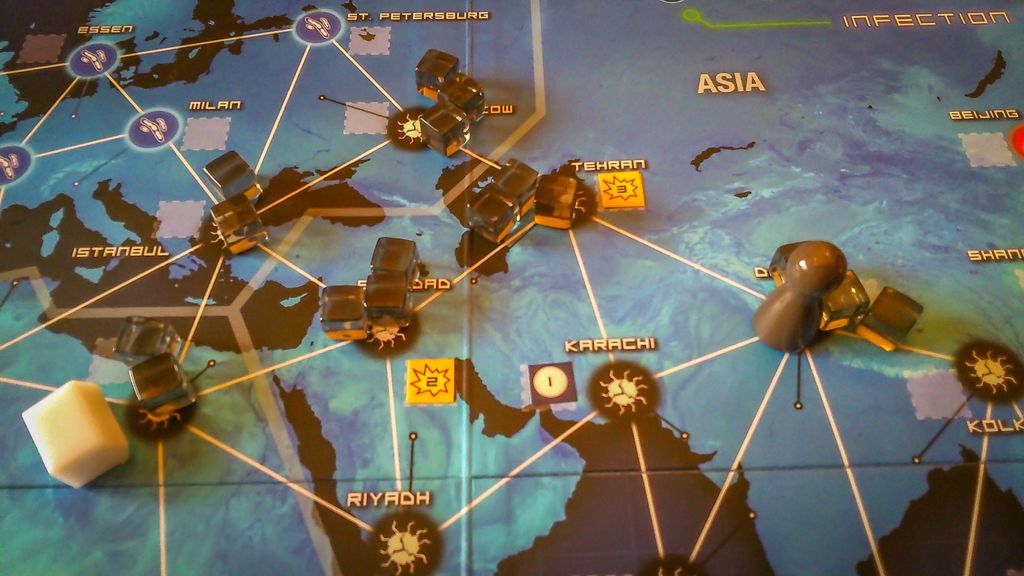 ESSEN
ST. PETERSBURG
INFECTION
ASIA
MILAN
BEIJING
TEHRAN
3
ISTANBUL
KARACHI
2
1
RIYADH